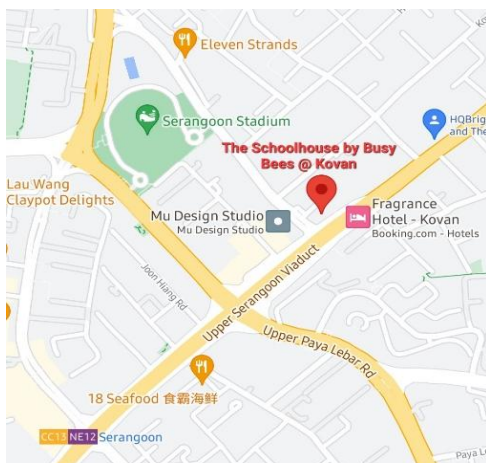 Eleven Strands
Serangoon Stadium
HQBrig
and The
The Schoolhouse by Busy
Bees @ Kovan
Lau Wang
Claypot Delights
Mu Design Studio
Mu Design Studio
Fragrance
Hotel - Kovan
Booking.com - Hotels
Joon Hiang Rd
Upper Serangoon Viaduct
Upper Paya Lebar Rd
18 Seafood 食霸海鲜
CC13 NE12 Serangoon
Paya L